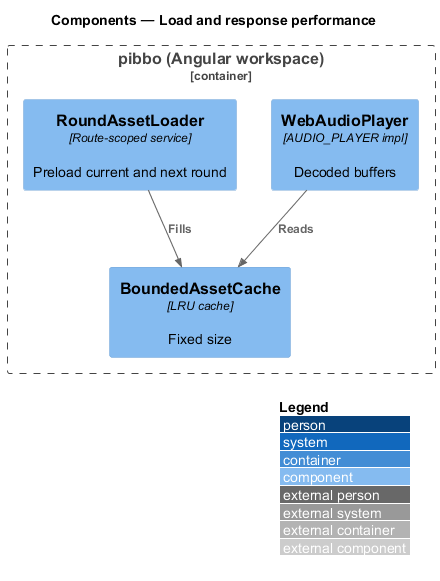 Components — Load and response performance
pibbo (Angular workspace)
[container]
RoundAssetLoader
[Route-scoped service]
Preload current and next round
WebAudioPlayer
[AUDIO_PLAYER impl]
Decoded buffers
Fills
Reads
BoundedAssetCache
[LRU cache]
Fixed size
Legend
person
system
container
component
external person
external system
external container
external component